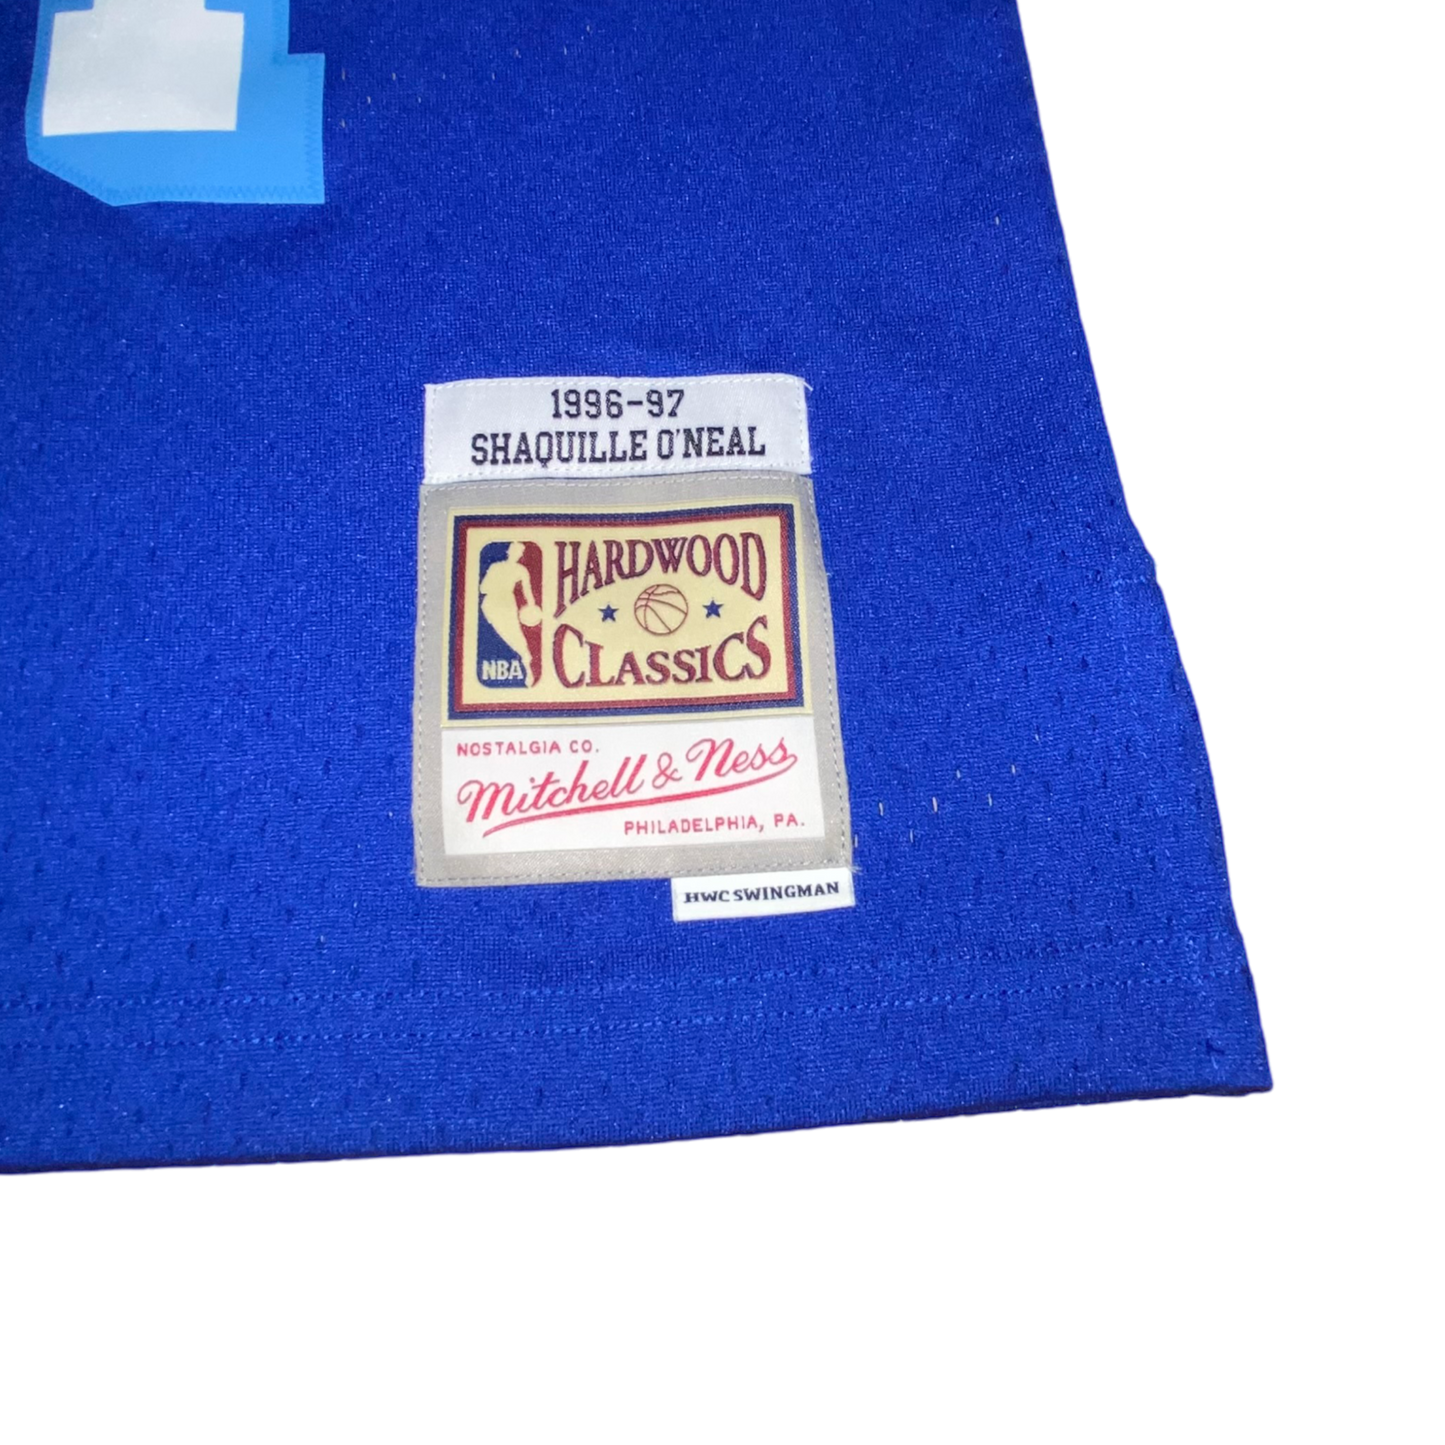 1996-97
SHAQUILLE O'NEAL
HARDWOOD
CLASSICS
NBA
NOSTALGIA CO.
Mitchell & Ness
PHILADELPHIA, PA.
HWC SWINGMAN